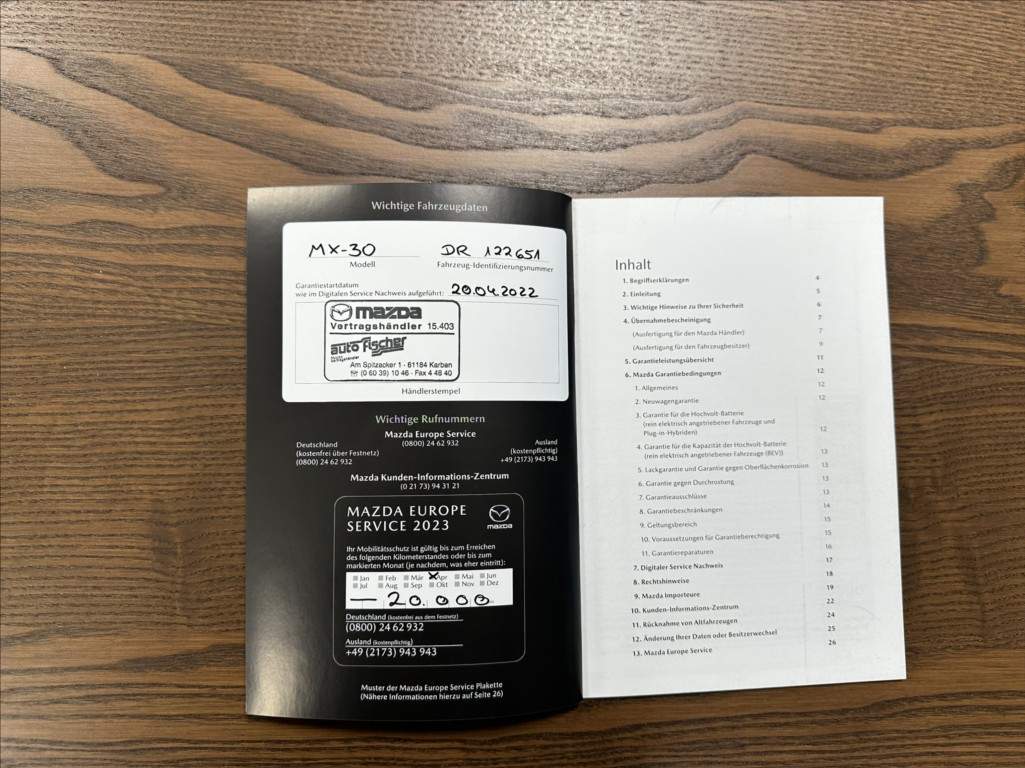 Wichtige Fahrzeugdaten
MX-30 DR 122651
Modell Fahrzeug-Identifizierungsnummer
Garantiestartdatum
wie im Digitalen Service Nachweis aufgeführt: 20.04.2022
mazda
Vertragshändler 15.403
auto fischer
Am Spitzacker 1 · 61184 Karben
☏ (0 60 39) 10 46 · Fax 4 48 40
Händlerstempel
Wichtige Rufnummern
Mazda Europe Service
(0800) 24 62 932
Deutschland
(kostenfrei über Festnetz)
(0800) 24 62 932
Ausland
(kostenpflichtig)
+49 (2173) 943 943
Mazda Kunden-Informations-Zentrum
(0 21 73) 94 31 21
MAZDA EUROPE
SERVICE 2023
mazda
Ihr Mobilitätsschutz ist gültig bis zum Erreichen
des folgenden Kilometerstandes oder bis zum
markierten Monat (je nachdem, was eher eintritt):
Jan Feb Mär Apr Mai Jun
Jul Aug Sep Okt Nov Dez
— 20.000
Deutschland (kostenfrei aus dem Festnetz)
(0800) 24 62 932
Ausland (kostenpflichtig)
+49 (2173) 943 943
Muster der Mazda Europe Service Plakette
(Nähere Informationen hierzu auf Seite 26)
Inhalt
1. Begriffserklärungen 4
2. Einleitung 5
3. Wichtige Hinweise zu Ihrer Sicherheit 6
4. Übernahmebescheinigung 7
(Ausfertigung für den Mazda Händler) 7
(Ausfertigung für den Fahrzeugbesitzer) 9
5. Garantieleistungsübersicht 11
6. Mazda Garantiebedingungen 12
1. Allgemeines 12
2. Neuwagengarantie 12
3. Garantie für die Hochvolt-Batterie
(rein elektrisch angetriebener Fahrzeuge und
Plug-in-Hybriden) 12
4. Garantie für die Kapazität der Hochvolt-Batterie
(rein elektrisch angetriebener Fahrzeuge (BEV)) 13
5. Lackgarantie und Garantie gegen Oberflächenkorrosion 13
6. Garantie gegen Durchrostung 13
7. Garantieausschlüsse 13
8. Garantiebeschränkungen 14
9. Geltungsbereich 15
10. Voraussetzungen für Garantieberechtigung 15
11. Garantiereparaturen 16
7. Digitaler Service Nachweis 17
8. Rechtshinweise 18
9. Mazda Importeure 19
10. Kunden-Informations-Zentrum 22
11. Rücknahme von Altfahrzeugen 24
12. Änderung Ihrer Daten oder Besitzerwechsel 25
13. Mazda Europe Service 26